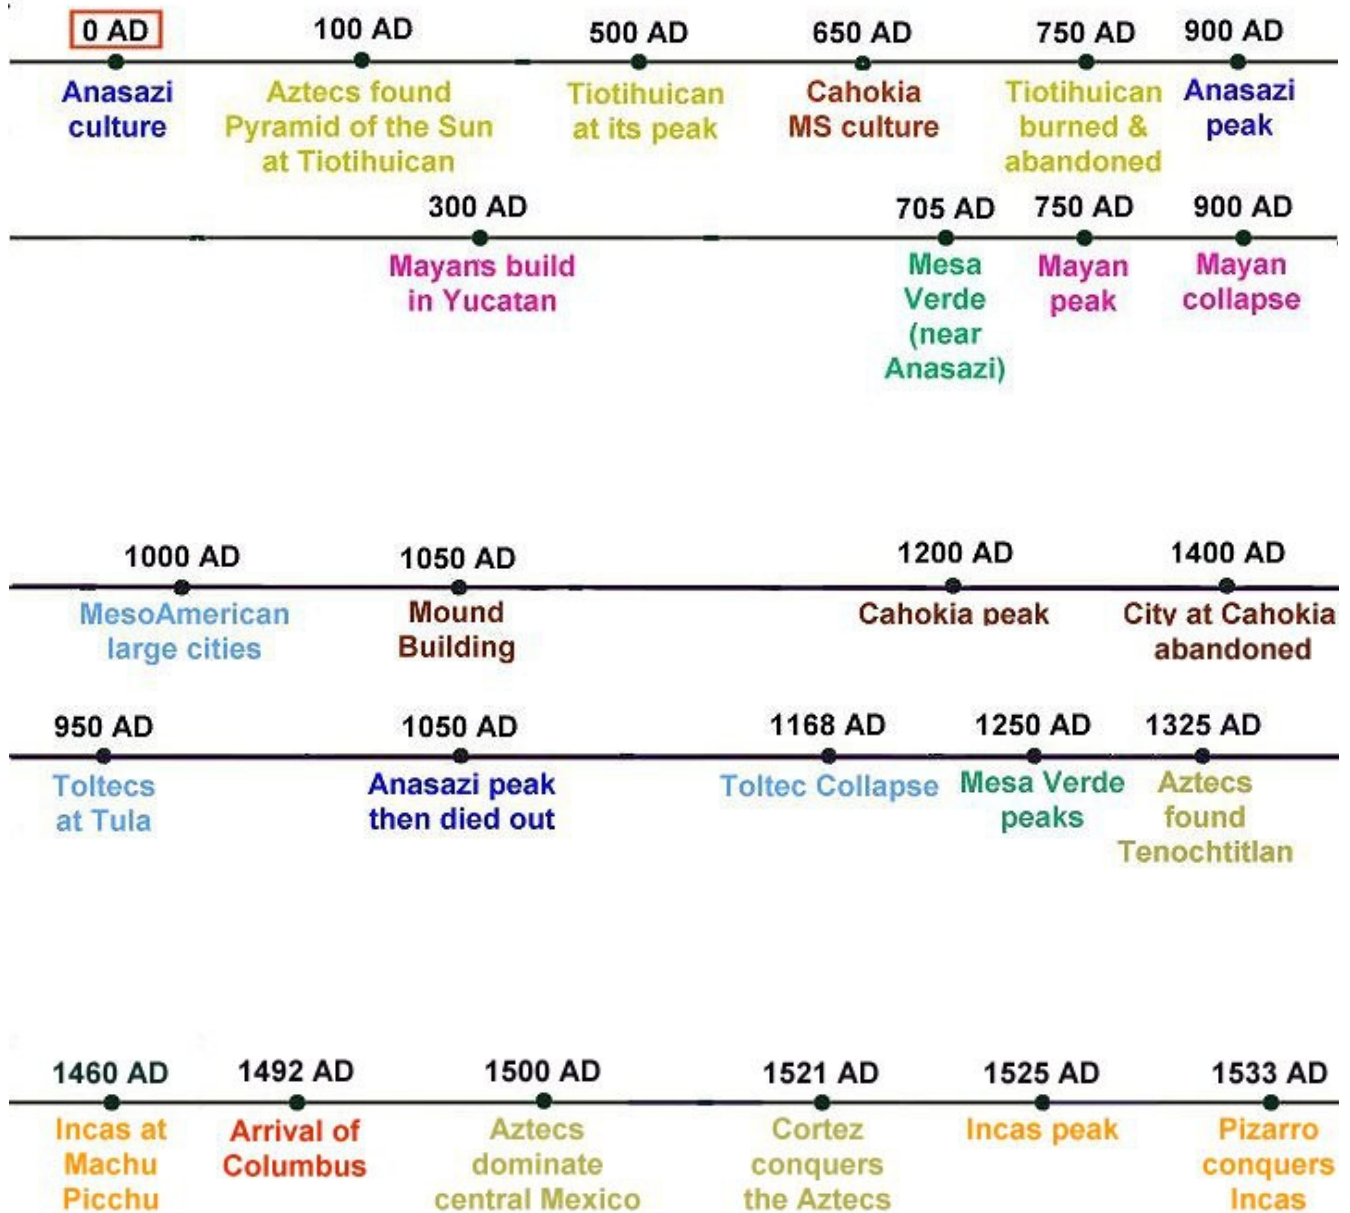 0 AD 100 AD 500 AD 650 AD 750 AD 900 AD
Anasazi Aztecs found Tiotihuican Cahokia Tiotihuican Anasazi
culture Pyramid of the Sun at its peak MS culture burned & peak
at Tiotihuican abandoned
300 AD 705 AD 750 AD 900 AD
Mayans build Mesa Mayan Mayan
in Yucatan Verde peak collapse
(near
Anasazi)
1000 AD 1050 AD 1200 AD 1400 AD
MesoAmerican Mound Cahokia peak City at Cahokia
large cities Building abandoned
950 AD 1050 AD 1168 AD 1250 AD 1325 AD
Toltecs Anasazi peak Toltec Collapse Mesa Verde Aztecs
at Tula then died out peaks found
Tenochtitlan
1460 AD 1492 AD 1500 AD 1521 AD 1525 AD 1533 AD
Incas at Arrival of Aztecs Cortez Incas peak Pizarro
Machu Columbus dominate conquers conquers
Picchu central Mexico the Aztecs Incas